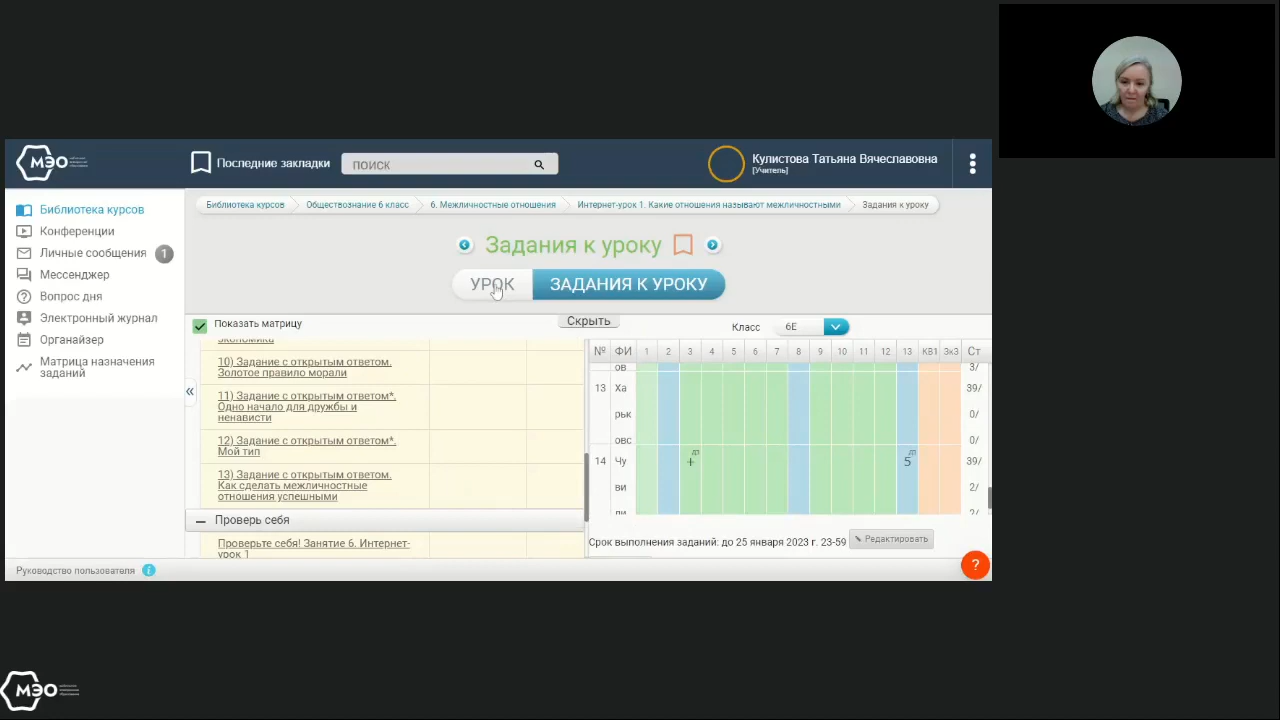 МЭО
Последние закладки
ПОИСК
Кулистова Татьяна Вячеславовна
[Учитель]
Библиотека курсов
Конференции
Личные сообщения 1
Мессенджер
Вопрос дня
Электронный журнал
Органайзер
Матрица назначения
заданий
Библиотека курсов
Обществознание 6 класс
6. Межличностные отношения
Интернет-урок 1. Какие отношения называют межличностными
Задания к уроку
Задания к уроку
УРОК
ЗАДАНИЯ К УРОКУ
Показать матрицу
Скрыть
Класс 6Е
«
экономика
10) Задание с открытым ответом.
Золотое правило морали
11) Задание с открытым ответом*.
Одно начало для дружбы и
ненависти
12) Задание с открытым ответом*.
Мой тип
13) Задание с открытым ответом.
Как сделать межличностные
отношения успешными
Проверь себя
Проверьте себя! Занятие 6. Интернет-
урок 1
№ ФИ 1 2 3 4 5 6 7 8 9 10 11 12 13 КВ1 Зк3 Ст
ов 3/
13 Ха 39/
рьк 0/
овс 0/
14 Чу + 5 39/
ви 2/
ли 2/
Срок выполнения заданий: до 25 января 2023 г. 23-59
Редактировать
Руководство пользователя i
?
МЭО